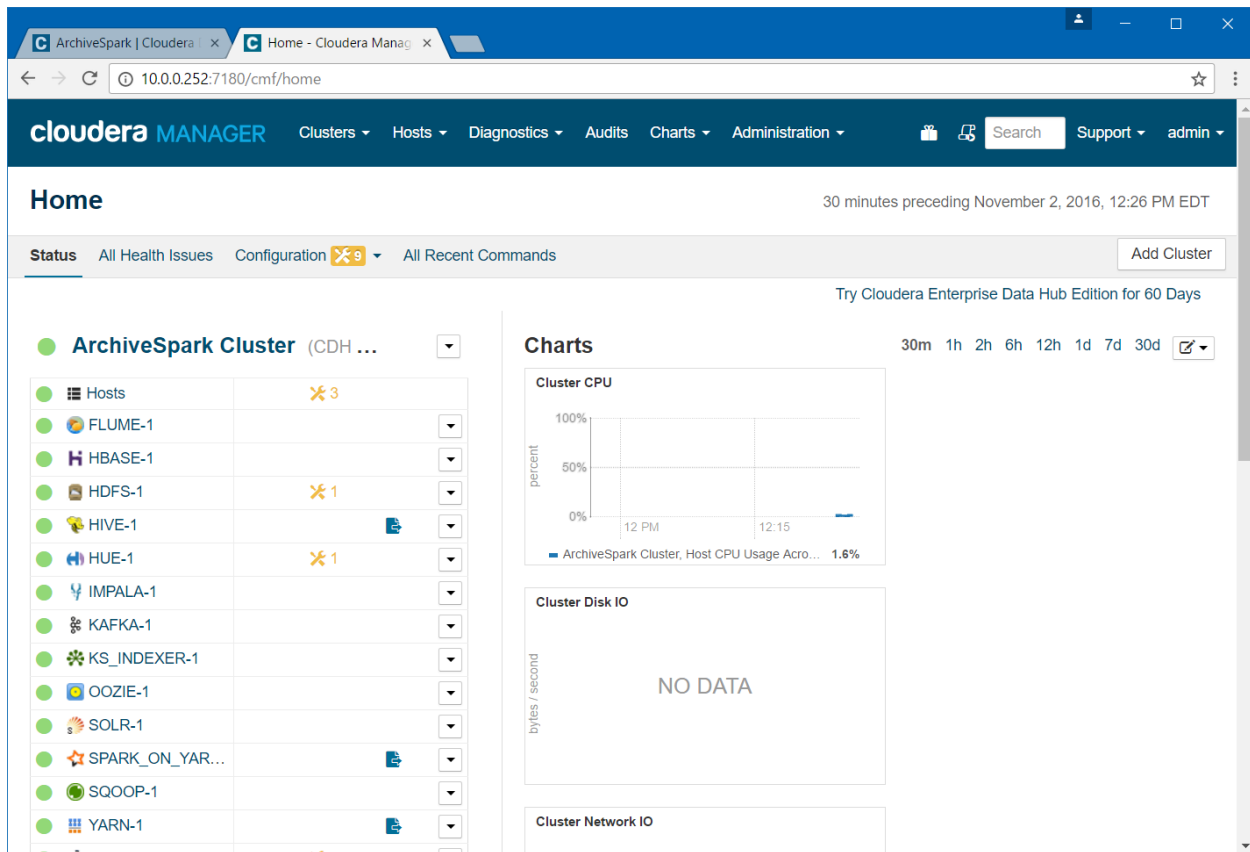 ArchiveSpark | Cloudera
Home - Cloudera Manag
10.0.0.252:7180/cmf/home
cloudera MANAGER Clusters Hosts Diagnostics Audits Charts Administration Search Support admin
Home
30 minutes preceding November 2, 2016, 12:26 PM EDT
Status All Health Issues Configuration 9 All Recent Commands Add Cluster
Try Cloudera Enterprise Data Hub Edition for 60 Days
ArchiveSpark Cluster (CDH ...
Hosts 3
FLUME-1
HBASE-1
HDFS-1 1
HIVE-1
HUE-1 1
IMPALA-1
KAFKA-1
KS_INDEXER-1
OOZIE-1
SOLR-1
SPARK_ON_YAR...
SQOOP-1
YARN-1
Charts 30m 1h 2h 6h 12h 1d 7d 30d
Cluster CPU
percent
100%
50%
0%
12 PM 12:15
ArchiveSpark Cluster, Host CPU Usage Acro... 1.6%
Cluster Disk IO
bytes / second
NO DATA
Cluster Network IO